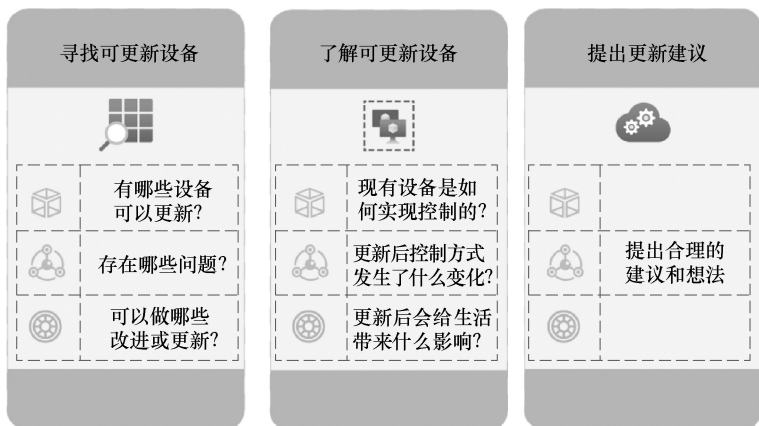 寻找可更新设备
有哪些设备
可以更新?
存在哪些问题?
可以做哪些
改进或更新?
了解可更新设备
现有设备是如
何实现控制的?
更新后控制方式
发生了什么变化?
更新后会给生活
带来什么影响?
提出更新建议
提出合理的
建议和想法